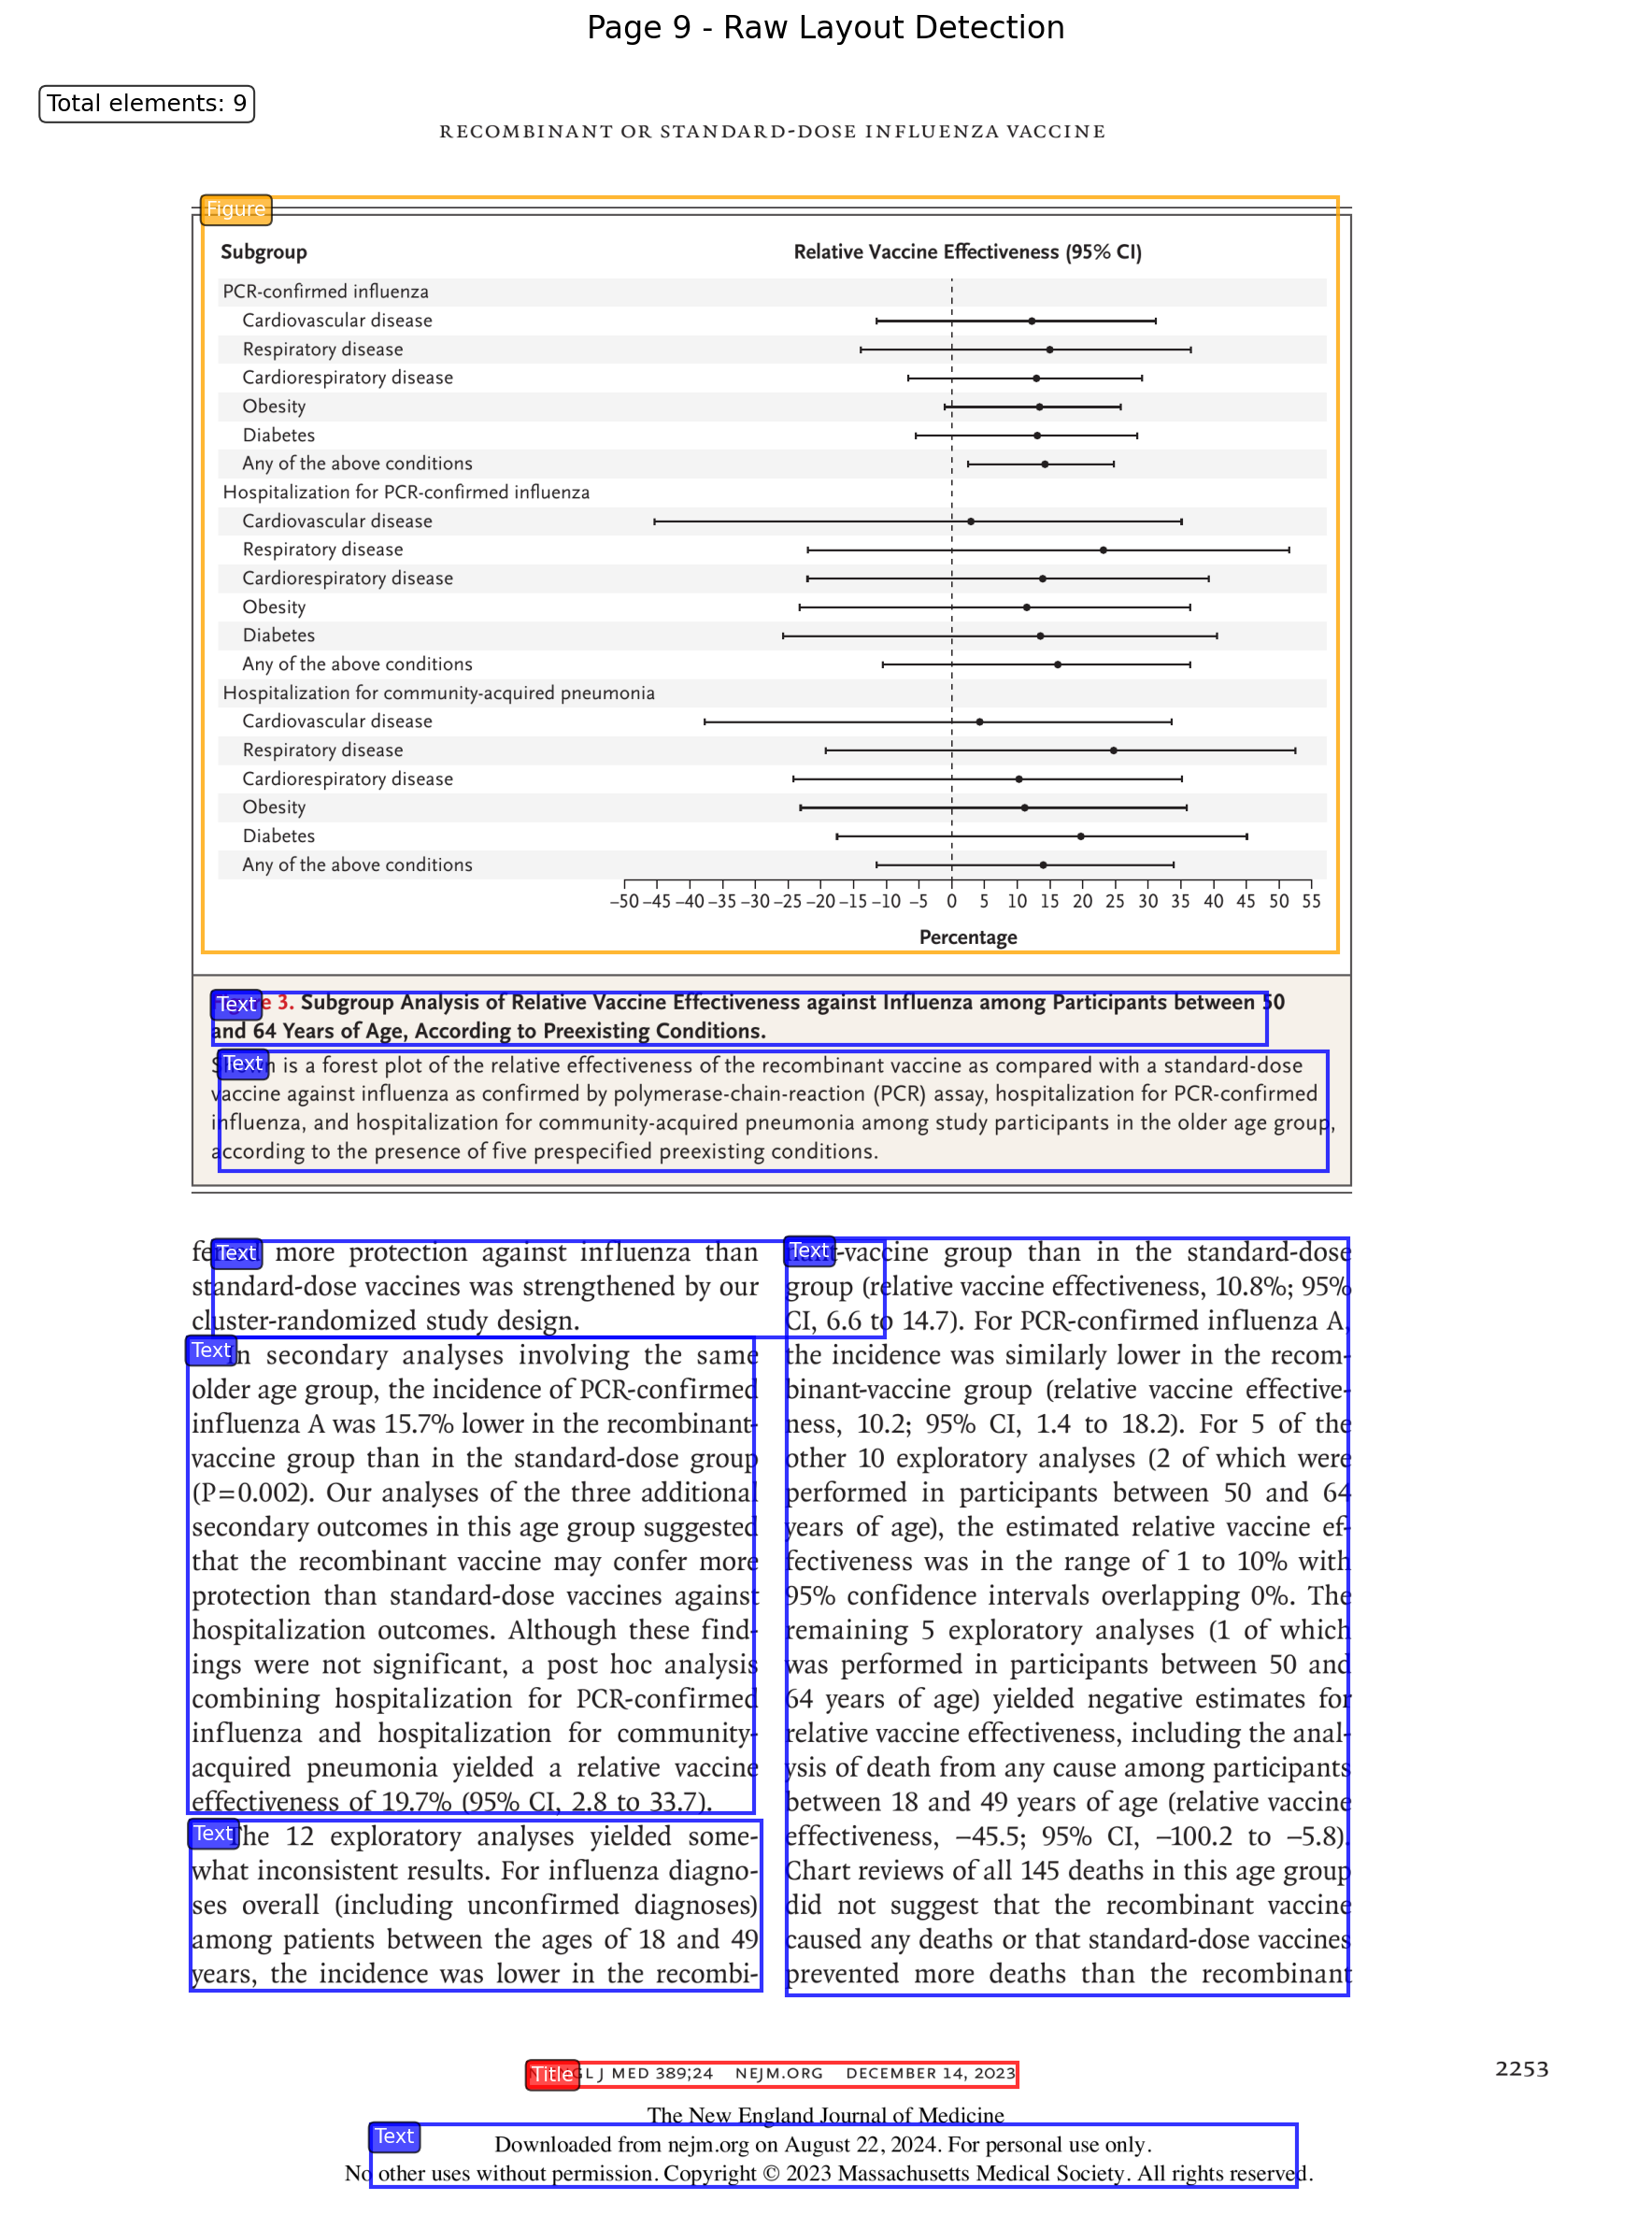 Page 9 - Raw Layout Detection
Total elements: 9
RECOMBINANT OR STANDARD-DOSE INFLUENZA VACCINE
Figure
Subgroup Relative Vaccine Effectiveness (95% CI)
PCR-confirmed influenza
Cardiovascular disease
Respiratory disease
Cardiorespiratory disease
Obesity
Diabetes
Any of the above conditions
Hospitalization for PCR-confirmed influenza
Cardiovascular disease
Respiratory disease
Cardiorespiratory disease
Obesity
Diabetes
Any of the above conditions
Hospitalization for community-acquired pneumonia
Cardiovascular disease
Respiratory disease
Cardiorespiratory disease
Obesity
Diabetes
Any of the above conditions
–50 –45 –40 –35 –30 –25 –20 –15 –10 –5 0 5 10 15 20 25 30 35 40 45 50 55
Percentage
Text
3. Subgroup Analysis of Relative Vaccine Effectiveness against Influenza among Participants between 50
and 64 Years of Age, According to Preexisting Conditions.
Text
is a forest plot of the relative effectiveness of the recombinant vaccine as compared with a standard-dose
vaccine against influenza as confirmed by polymerase-chain-reaction (PCR) assay, hospitalization for PCR-confirmed
influenza, and hospitalization for community-acquired pneumonia among study participants in the older age group,
according to the presence of five prespecified preexisting conditions.
Text
more protection against influenza than
standard-dose vaccines was strengthened by our
cluster-randomized study design.
Text
In secondary analyses involving the same
older age group, the incidence of PCR-confirmed
influenza A was 15.7% lower in the recombinant-
vaccine group than in the standard-dose group
(P=0.002). Our analyses of the three additional
secondary outcomes in this age group suggested
that the recombinant vaccine may confer more
protection than standard-dose vaccines against
hospitalization outcomes. Although these find-
ings were not significant, a post hoc analysis
combining hospitalization for PCR-confirmed
influenza and hospitalization for community-
acquired pneumonia yielded a relative vaccine
effectiveness of 19.7% (95% CI, 2.8 to 33.7).
Text
The 12 exploratory analyses yielded some-
what inconsistent results. For influenza diagno-
ses overall (including unconfirmed diagnoses)
among patients between the ages of 18 and 49
years, the incidence was lower in the recombi-
Text
-vaccine group than in the standard-dose
group (relative vaccine effectiveness, 10.8%; 95%
CI, 6.6 to 14.7). For PCR-confirmed influenza A,
the incidence was similarly lower in the recom-
binant-vaccine group (relative vaccine effective-
ness, 10.2; 95% CI, 1.4 to 18.2). For 5 of the
other 10 exploratory analyses (2 of which were
performed in participants between 50 and 64
years of age), the estimated relative vaccine ef-
fectiveness was in the range of 1 to 10% with
95% confidence intervals overlapping 0%. The
remaining 5 exploratory analyses (1 of which
was performed in participants between 50 and
64 years of age) yielded negative estimates for
relative vaccine effectiveness, including the anal-
ysis of death from any cause among participants
between 18 and 49 years of age (relative vaccine
effectiveness, –45.5; 95% CI, –100.2 to –5.8).
Chart reviews of all 145 deaths in this age group
did not suggest that the recombinant vaccine
caused any deaths or that standard-dose vaccines
prevented more deaths than the recombinant
Title
J MED 389;24 NEJM.ORG DECEMBER 14, 2023 2253
The New England Journal of Medicine
Text
Downloaded from nejm.org on August 22, 2024. For personal use only.
No other uses without permission. Copyright © 2023 Massachusetts Medical Society. All rights reserved.